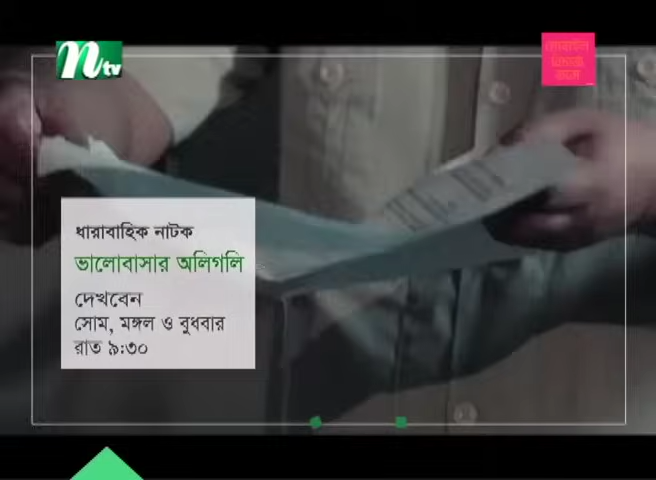 ntv
ধারাবাহিক নাটক
ভালোবাসার অলিগলি
দেখবেন
সোম, মঙ্গল ও বুধবার
রাত ৯:৩০